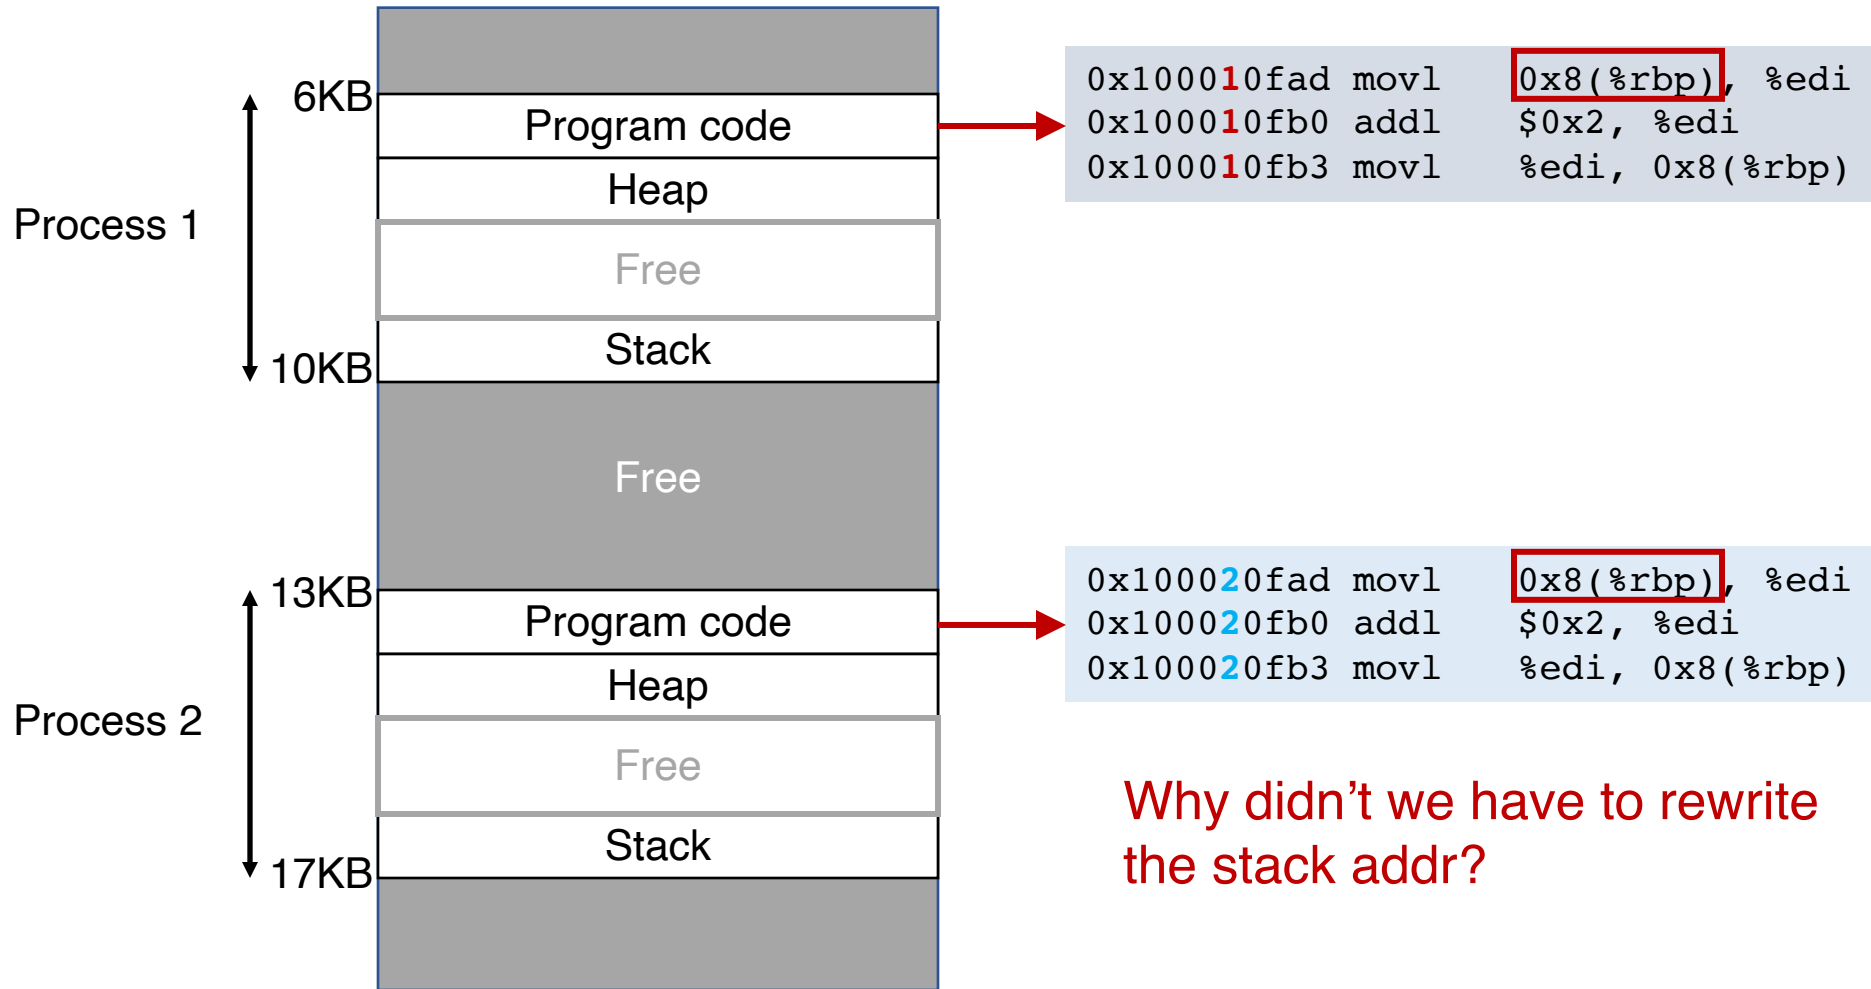 6KB
Program code
Heap
Free
Stack
10KB
Process 1
0x100010fad movl 0x8(%rbp), %edi
0x100010fb0 addl $0x2, %edi
0x100010fb3 movl %edi, 0x8(%rbp)
Free
13KB
Program code
Heap
Free
Stack
17KB
Process 2
0x100020fad movl 0x8(%rbp), %edi
0x100020fb0 addl $0x2, %edi
0x100020fb3 movl %edi, 0x8(%rbp)
Why didn’t we have to rewrite
the stack addr?